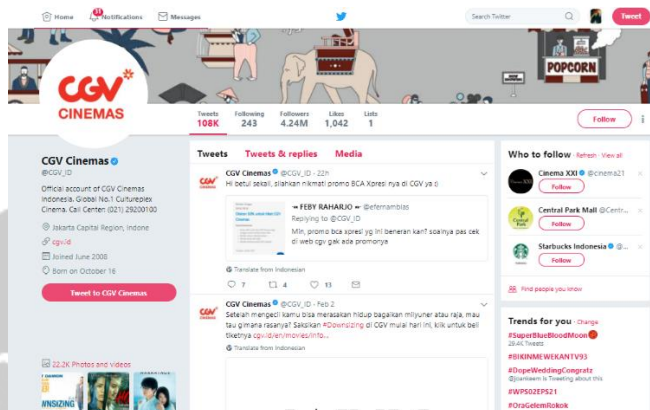 Home
31
Notifications
Messages
Search Twitter
Tweet
POPCORN
CGV
CINEMAS
Tweets
108K
Following
243
Followers
4.24M
Likes
1,042
Lists
1
Follow
CGV Cinemas
@CGV_ID
Official account of CGV Cinemas
Indonesia. Global No.1 Cultureplex
Cinema. Call Center: (021) 29200100
Jakarta Capital Region, Indone
cgv.id
Joined June 2008
Born on October 16
Tweet to CGV Cinemas
22.2K Photos and videos
Tweets
Tweets & replies
Media
CGV Cinemas @CGV_ID · 22h
Hi betul sekali, silahkan nikmati promo BCA Xpresi nya di CGV ya :)
FEBY RAHARJO @efernambias
Replying to @CGV_ID
Min, promo bca xpresi yg ini beneran kan? soalnya pas cek
di web cgv gak ada promonya
Translate from Indonesian
7
4
13
CGV Cinemas @CGV_ID · Feb 2
Setelah mengecil kamu bisa merasakan hidup bagaikan milyuner atau raja, mau
tau gimana rasanya? Saksikan #Downsizing di CGV mulai hari ini, klik untuk beli
tiketnya cgv.id/en/movies/info...
Translate from Indonesian
Who to follow · Refresh · View all
Cinema XXI @cinema21
Follow
Central Park Mall @Centr...
Follow
Starbucks Indonesia @...
Follow
Find people you know
Trends for you · Change
#SuperBlueBloodMoon
29.4K Tweets
#BIKINMEWEKANTV93
#DopeWeddingCongratz
@joankeem is Tweeting about this
#WPS02EPS21
#OraGelemRokok